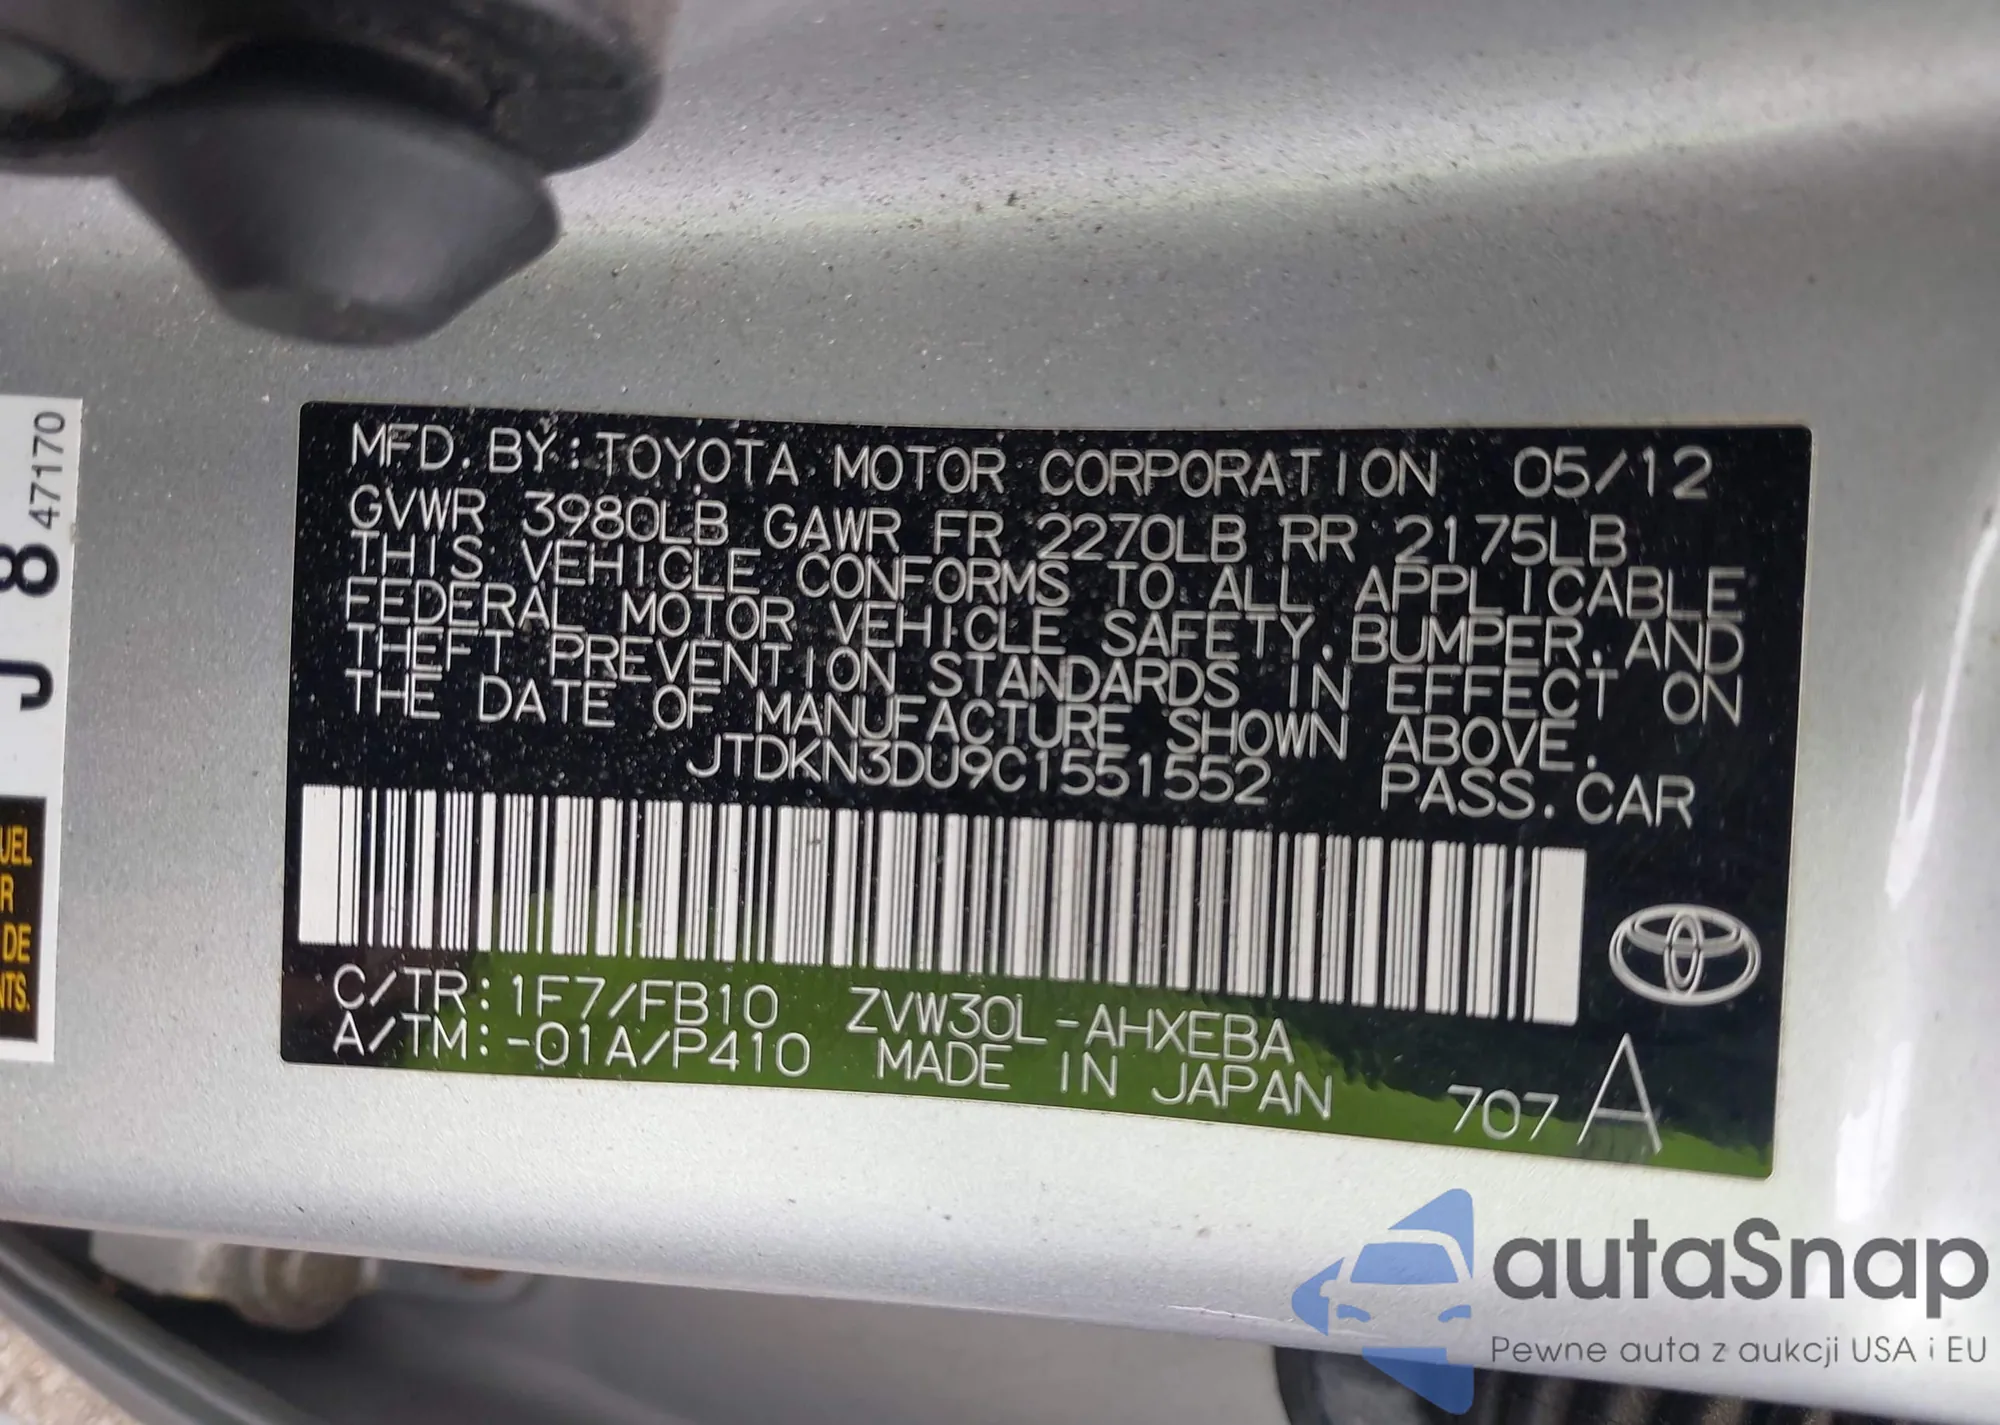 MFD. BY: TOYOTA MOTOR CORPORATION 05/12
GVWR 3980LB GAWR FR 2270LB RR 2175LB
THIS VEHICLE CONFORMS TO ALL APPLICABLE
FEDERAL MOTOR VEHICLE SAFETY, BUMPER, AND
THEFT PREVENTION STANDARDS IN EFFECT ON
THE DATE OF MANUFACTURE SHOWN ABOVE.
JTDKN3DU9C1551552 PASS. CAR
C/TR: 1F7/FB10 ZVW30L-AHXEBA
A/TM: -01A/P410 MADE IN JAPAN 707 A
J 8 47170
UEL
R
DE
NTS.
autaSnap
Pewne auta z aukcji USA i EU